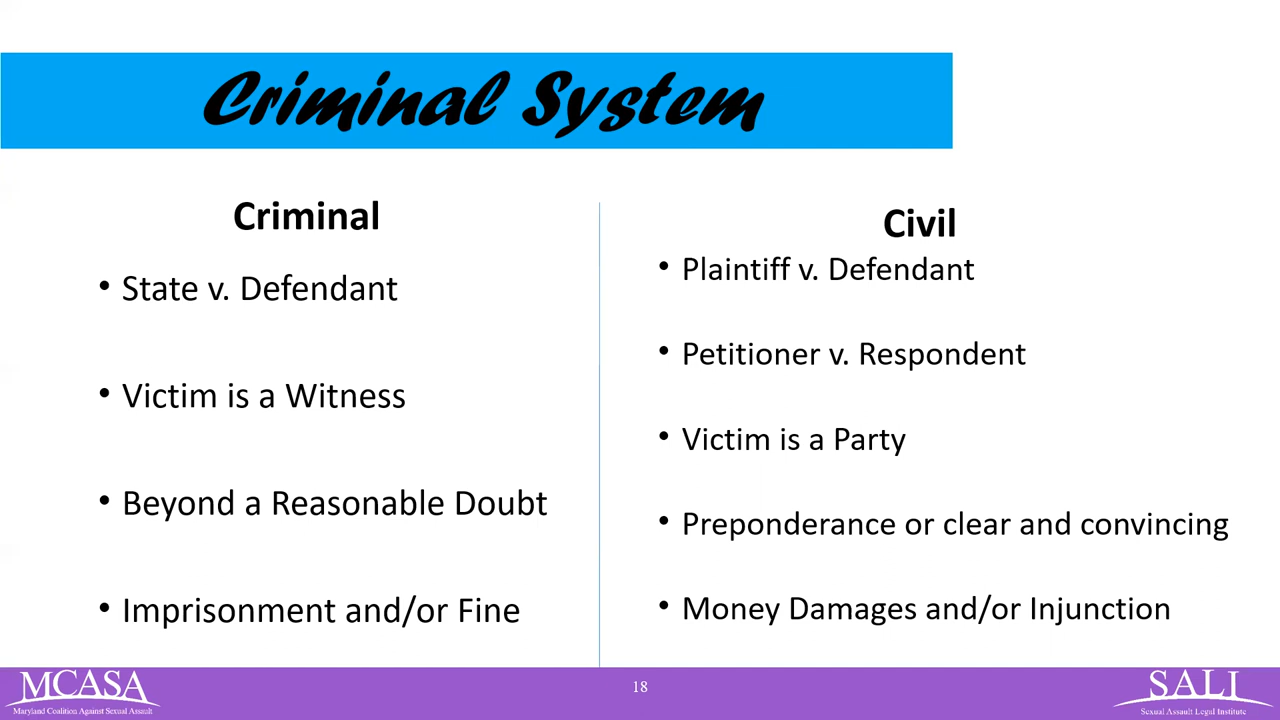 Criminal System
Criminal
• State v. Defendant
• Victim is a Witness
• Beyond a Reasonable Doubt
• Imprisonment and/or Fine
Civil
• Plaintiff v. Defendant
• Petitioner v. Respondent
• Victim is a Party
• Preponderance or clear and convincing
• Money Damages and/or Injunction
MCASA
Maryland Coalition Against Sexual Assault
18
SALI
Sexual Assault Legal Institute